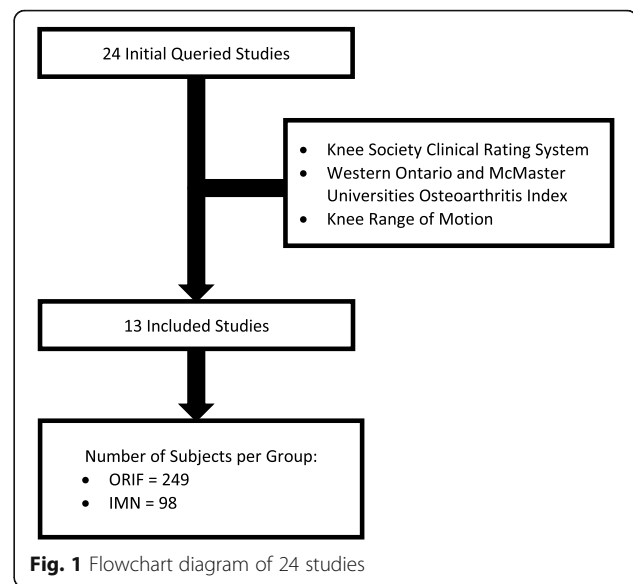 24 Initial Queried Studies
• Knee Society Clinical Rating System
• Western Ontario and McMaster
Universities Osteoarthritis Index
• Knee Range of Motion
13 Included Studies
Number of Subjects per Group:
• ORIF = 249
• IMN = 98
Fig. 1 Flowchart diagram of 24 studies